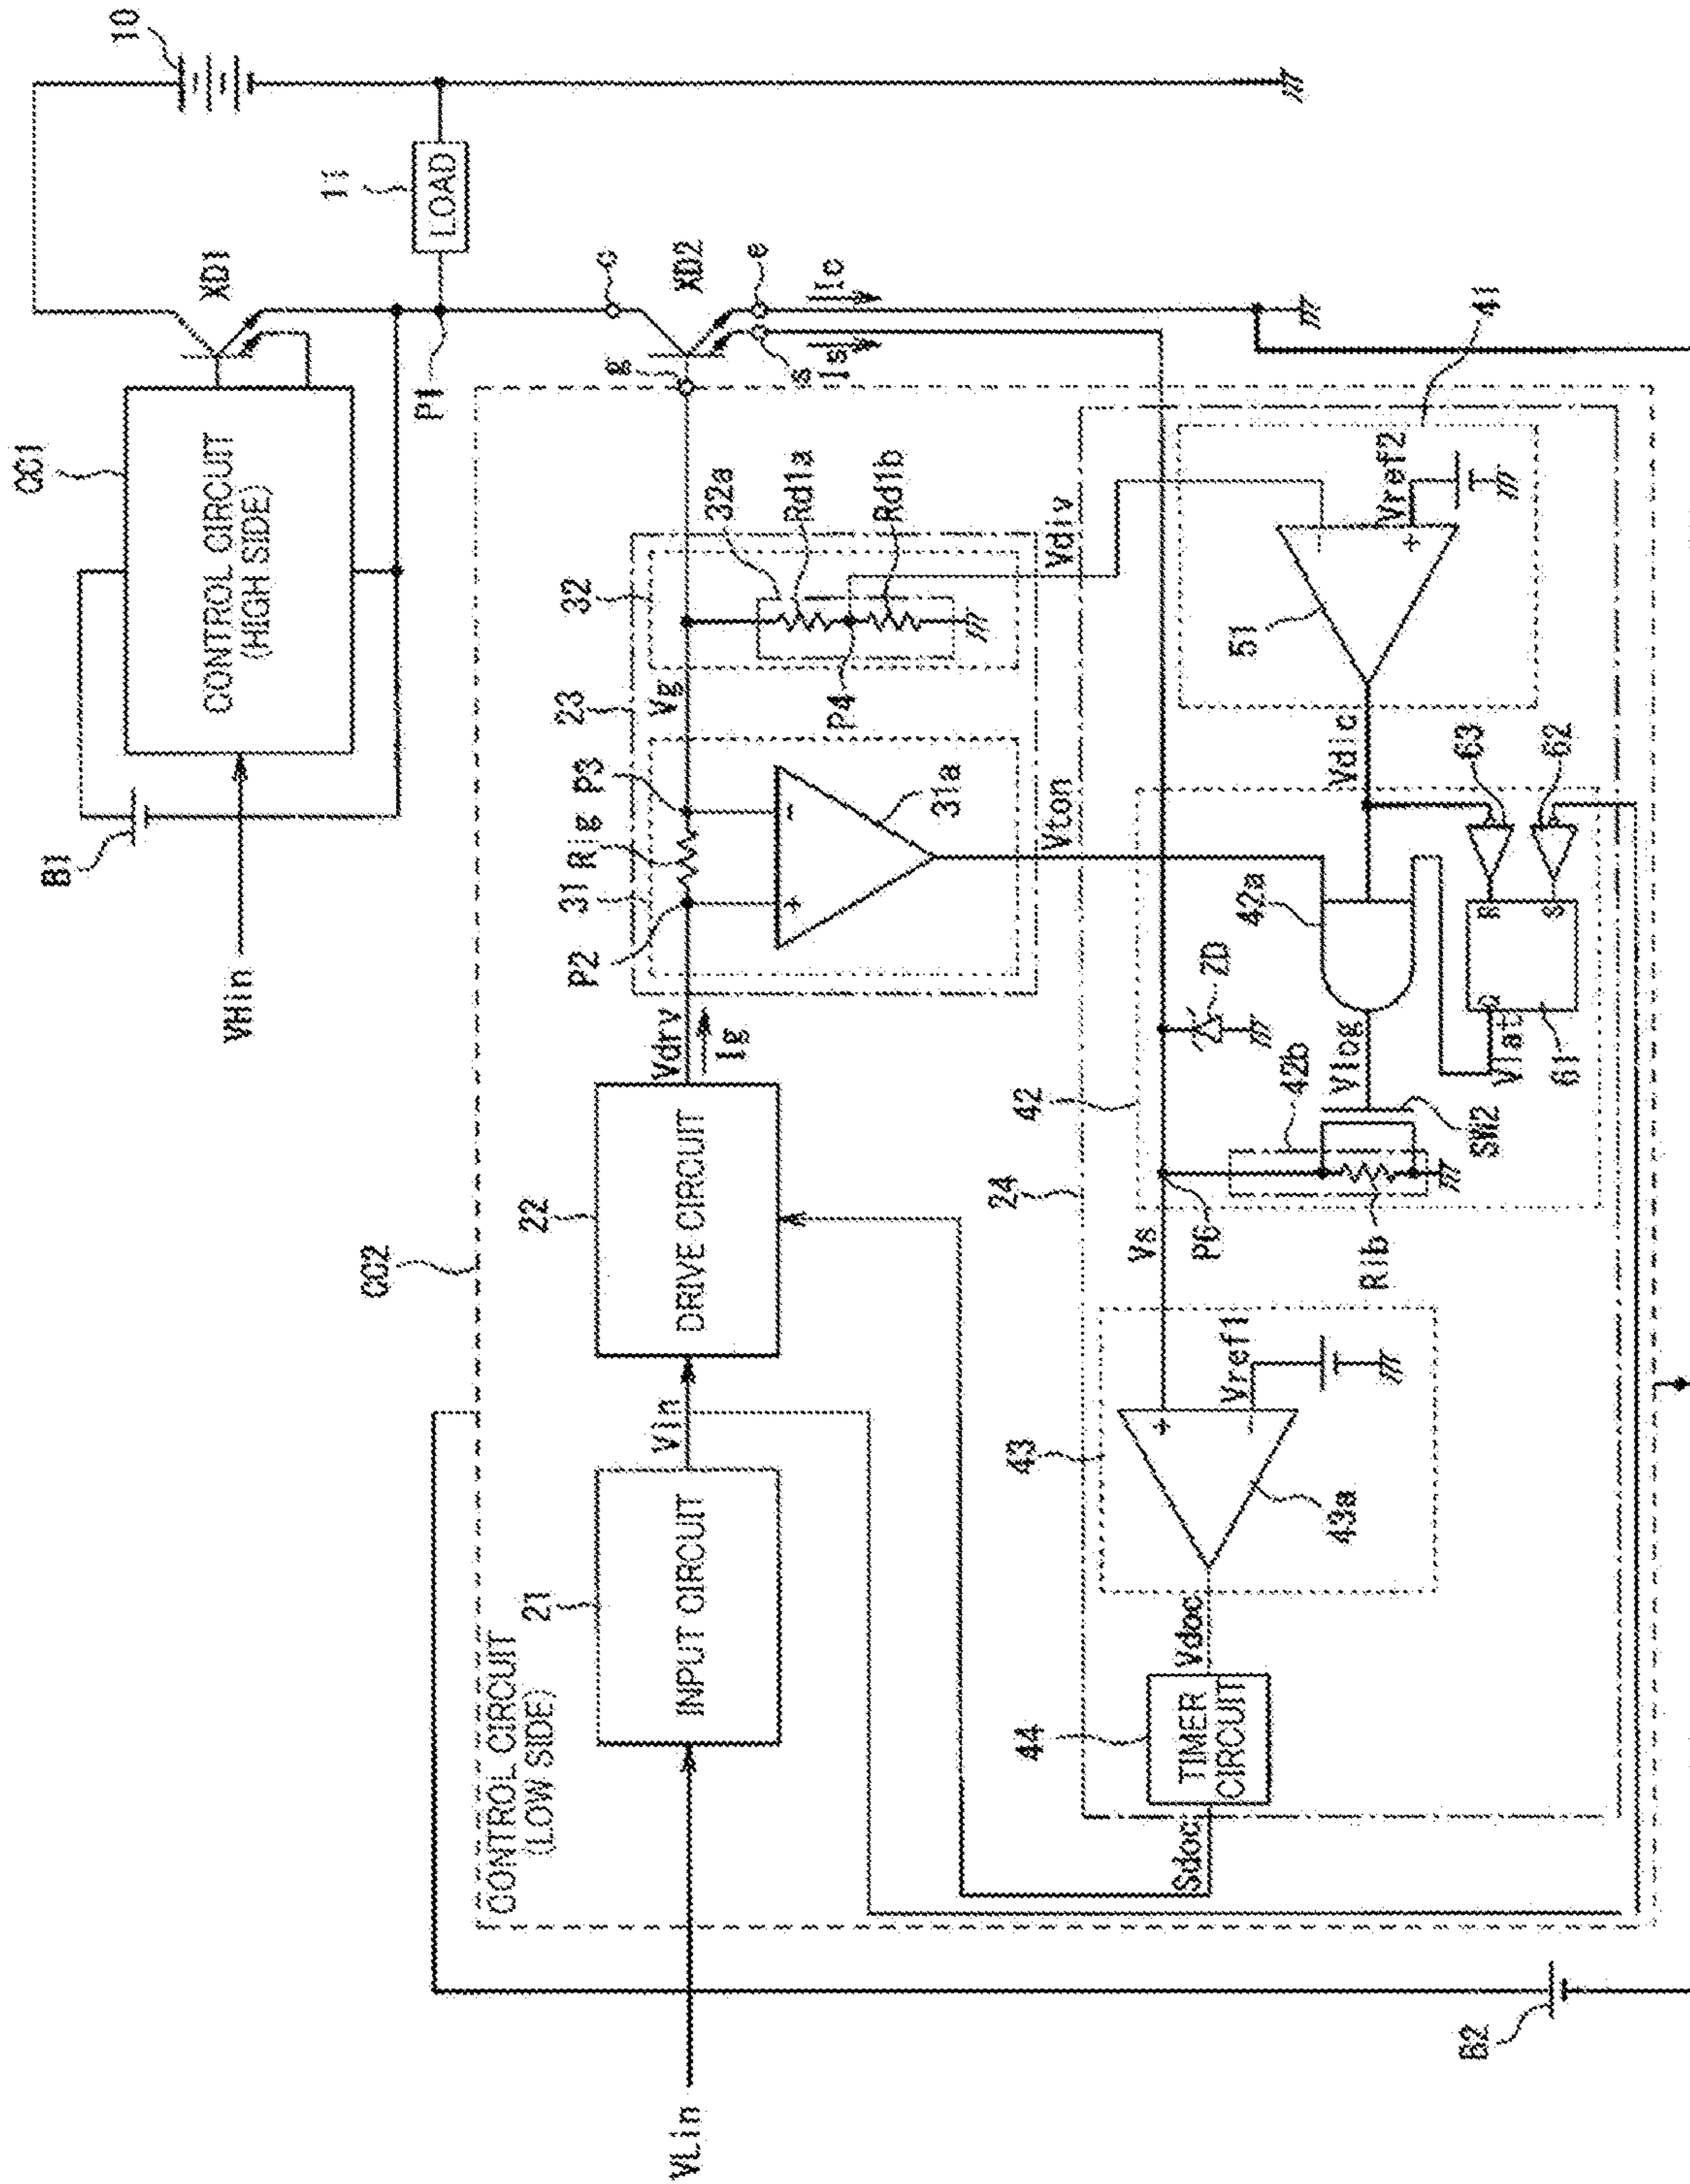 10
XD1
CC1
CONTROL CIRCUIT
(HIGH SIDE)
B1
VHin
11
LOAD
P1
c
XD2
e
Ic
g
s
Is
CC2
CONTROL CIRCUIT
(LOW SIDE)
VLin
21
INPUT CIRCUIT
Vin
22
DRIVE CIRCUIT
Vdrv
Ig
23
P2
31
Rig
P3
+
-
31a
Vg
32
32a
Rd1a
Rd1b
P4
Vton
Vdiv
24
Sdoc
44
TIMER
CIRCUIT
Vdoc
43
43a
+
-
Vref1
Vs
P6
42
42b
R1b
SW2
ZD
Vlog
42a
Vlat
61
Q
R
S
63
62
Vdic
51
-
+
Vref2
41
B2